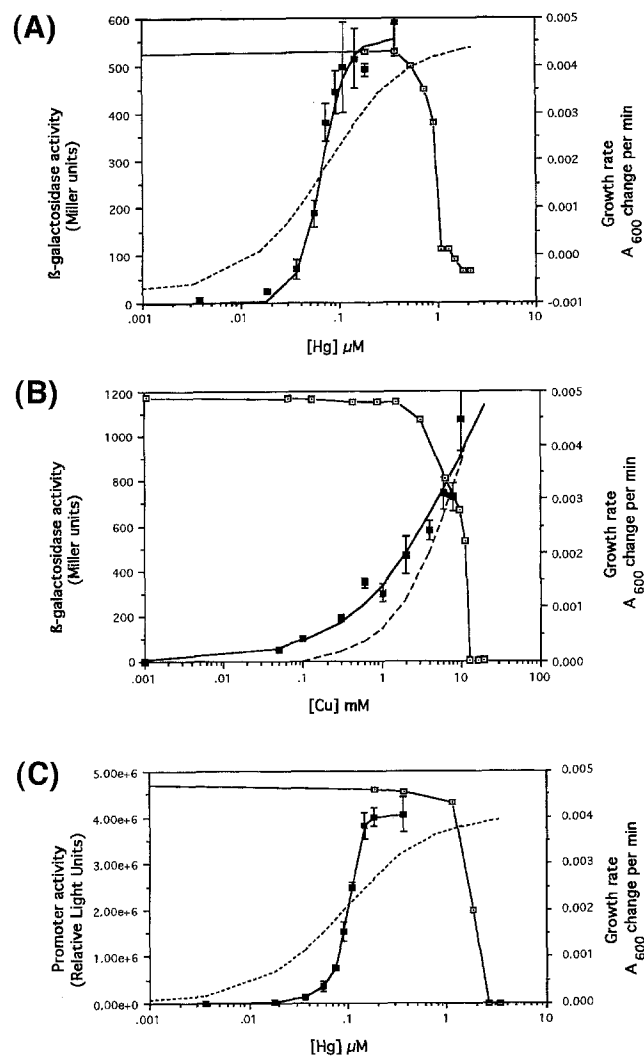 (A)
600
500
400
300
200
100
0
ß-galactosidase activity
(Miller units)
0.005
0.004
0.003
0.002
0.001
0.000
-0.001
Growth rate
A 600 change per min
.001
.01
.1
1
10
[Hg] µM
(B)
1200
1000
800
600
400
200
0
ß-galactosidase activity
(Miller units)
0.005
0.004
0.003
0.002
0.001
0.000
Growth rate
A 600 change per min
.001
.01
.1
1
10
100
[Cu] mM
(C)
5.00e+6
4.00e+6
3.00e+6
2.00e+6
1.00e+6
0.00e+0
Promoter activity
(Relative Light Units)
0.005
0.004
0.003
0.002
0.001
0.000
Growth rate
A 600 change per min
.001
.01
.1
1
10
[Hg] µM